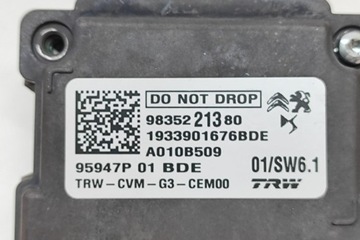 DO NOT DROP
98352 213 80
1933901676BDE
A010B509
95947P 01 BDE 01/SW6.1
TRW-CVM-G3-CEM00 TRW